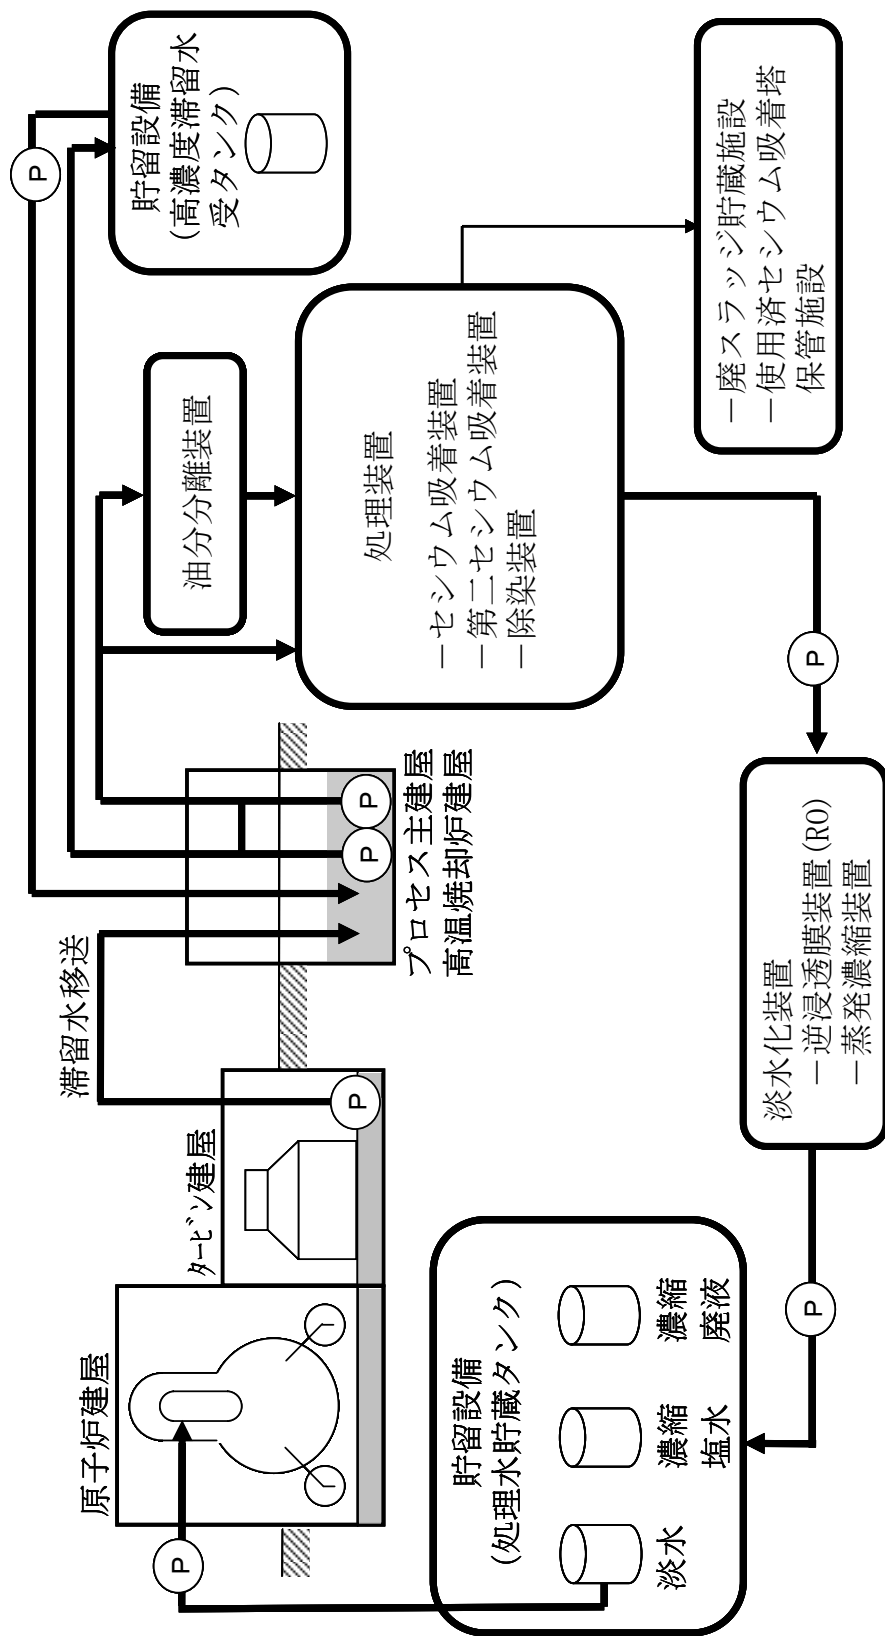 原子炉建屋
P
タービン建屋
P
滞留水移送
P
P
プロセス主建屋
高温焼却炉建屋
油分分離装置
P
貯留設備
(高濃度滞留水
受タンク)
処理装置
－セシウム吸着装置
－第二セシウム吸着装置
－除染装置
－廃スラッジ貯蔵施設
－使用済セシウム吸着塔
保管施設
P
淡水化装置
－逆浸透膜装置(RO)
－蒸発濃縮装置
P
貯留設備
(処理水貯蔵タンク)
淡水
濃縮
塩水
濃縮
廃液